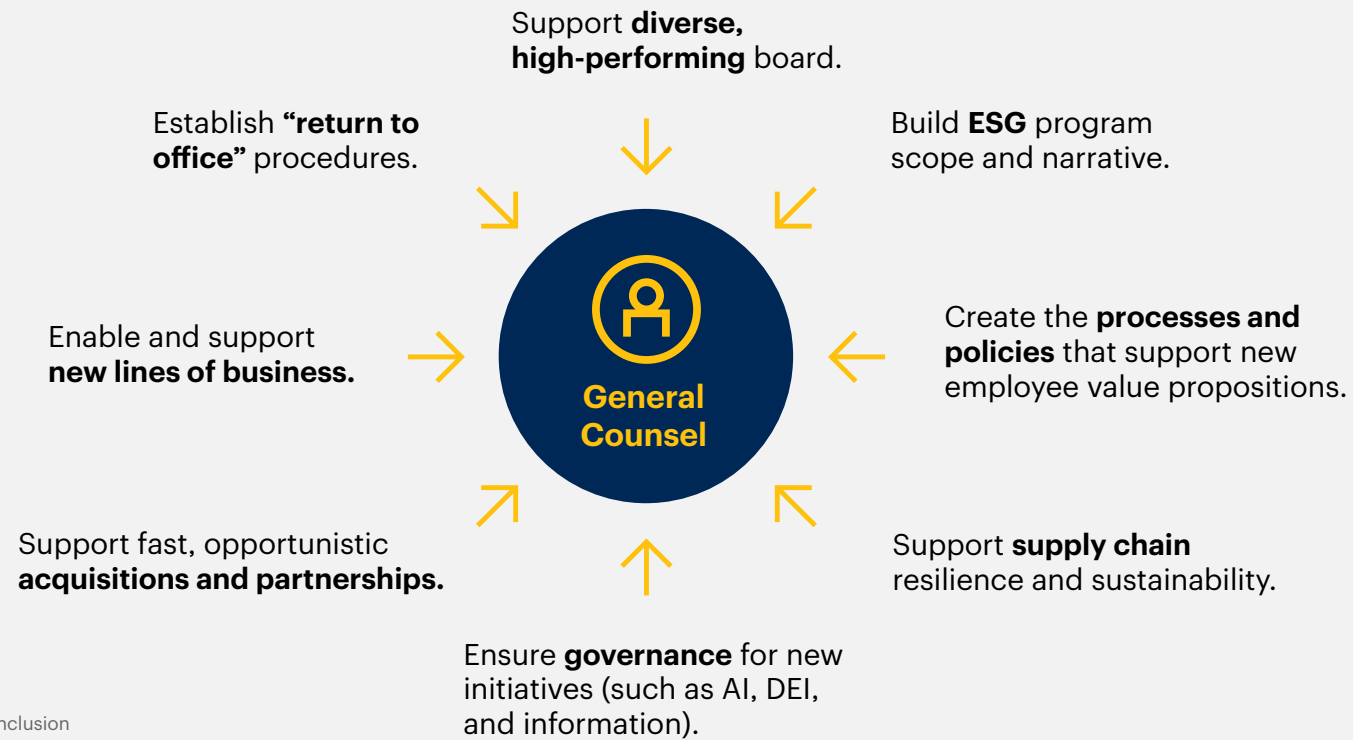 Support diverse,
high-performing board.
Establish “return to
office” procedures.
Build ESG program
scope and narrative.
Enable and support
new lines of business.
General
Counsel
Create the processes and
policies that support new
employee value propositions.
Support fast, opportunistic
acquisitions and partnerships.
Support supply chain
resilience and sustainability.
Ensure governance for new
initiatives (such as AI, DEI,
and information).